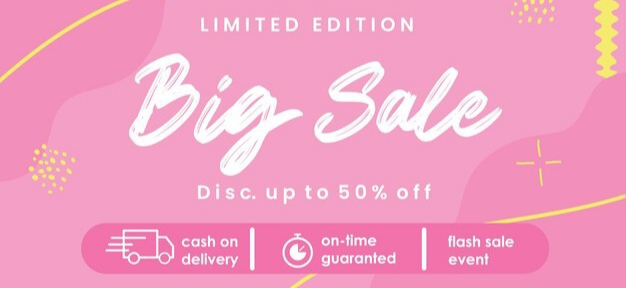 LIMITED EDITION
Big Sale
Disc. up to 50% off
cash on
delivery
on-time
guaranted
flash sale
event